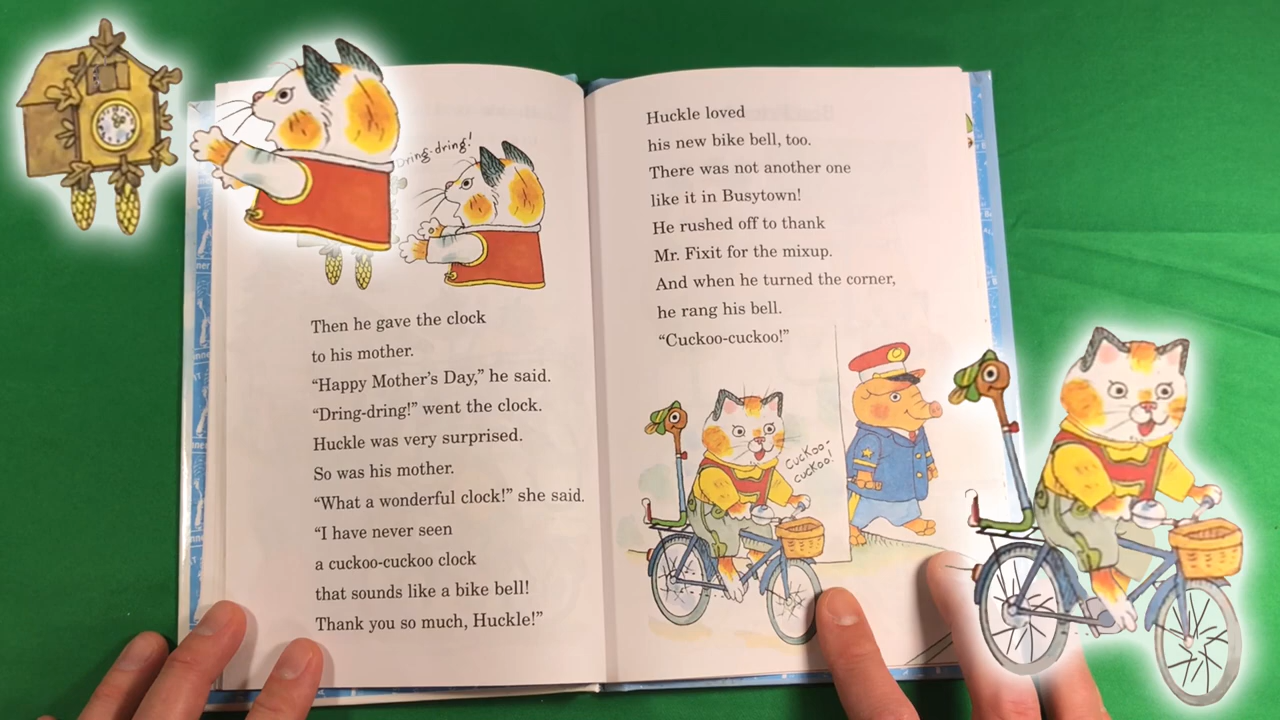 Dring-dring!
Then he gave the clock
to his mother.
“Happy Mother’s Day,” he said.
“Dring-dring!” went the clock.
Huckle was very surprised.
So was his mother.
“What a wonderful clock!” she said.
“I have never seen
a cuckoo-cuckoo clock
that sounds like a bike bell!
Thank you so much, Huckle!”
Huckle loved
his new bike bell, too.
There was not another one
like it in Busytown!
He rushed off to thank
Mr. Fixit for the mixup.
And when he turned the corner,
he rang his bell.
“Cuckoo-cuckoo!”
Cuckoo-
cuckoo!